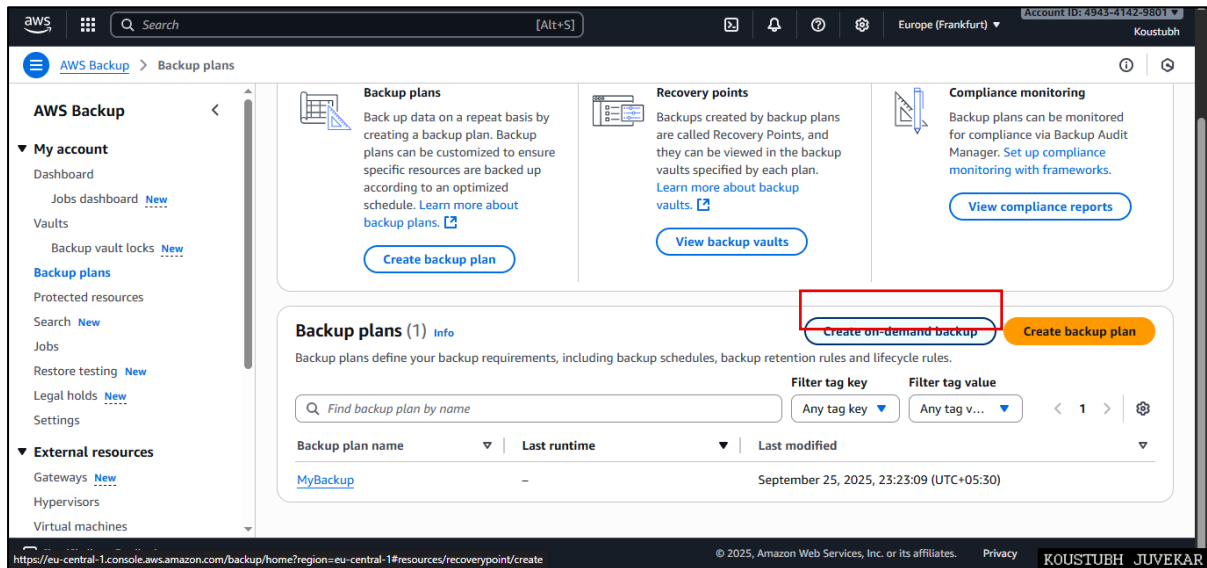 aws
Search
[Alt+S]
Europe (Frankfurt)
Account ID: 4943-4142-9801
Koustubh
AWS Backup > Backup plans
AWS Backup
My account
Dashboard
Jobs dashboard New
Vaults
Backup vault locks New
Backup plans
Protected resources
Search New
Jobs
Restore testing New
Legal holds New
Settings
External resources
Gateways New
Hypervisors
Virtual machines
Backup plans
Back up data on a repeat basis by
creating a backup plan. Backup
plans can be customized to ensure
specific resources are backed up
according to an optimized
schedule. Learn more about
backup plans.
Create backup plan
Recovery points
Backups created by backup plans
are called Recovery Points, and
they can be viewed in the backup
vaults specified by each plan.
Learn more about backup
vaults.
View backup vaults
Compliance monitoring
Backup plans can be monitored
for compliance via Backup Audit
Manager. Set up compliance
monitoring with frameworks.
View compliance reports
Backup plans (1) Info
Create on-demand backup
Create backup plan
Backup plans define your backup requirements, including backup schedules, backup retention rules and lifecycle rules.
Filter tag key
Filter tag value
Find backup plan by name
Any tag key
Any tag v...
1
Backup plan name
Last runtime
Last modified
MyBackup
–
September 25, 2025, 23:23:09 (UTC+05:30)
https://eu-central-1.console.aws.amazon.com/backup/home?region=eu-central-1#resources/recoverypoint/create
© 2025, Amazon Web Services, Inc. or its affiliates.
Privacy
KOUSTUBH JUVEKAR